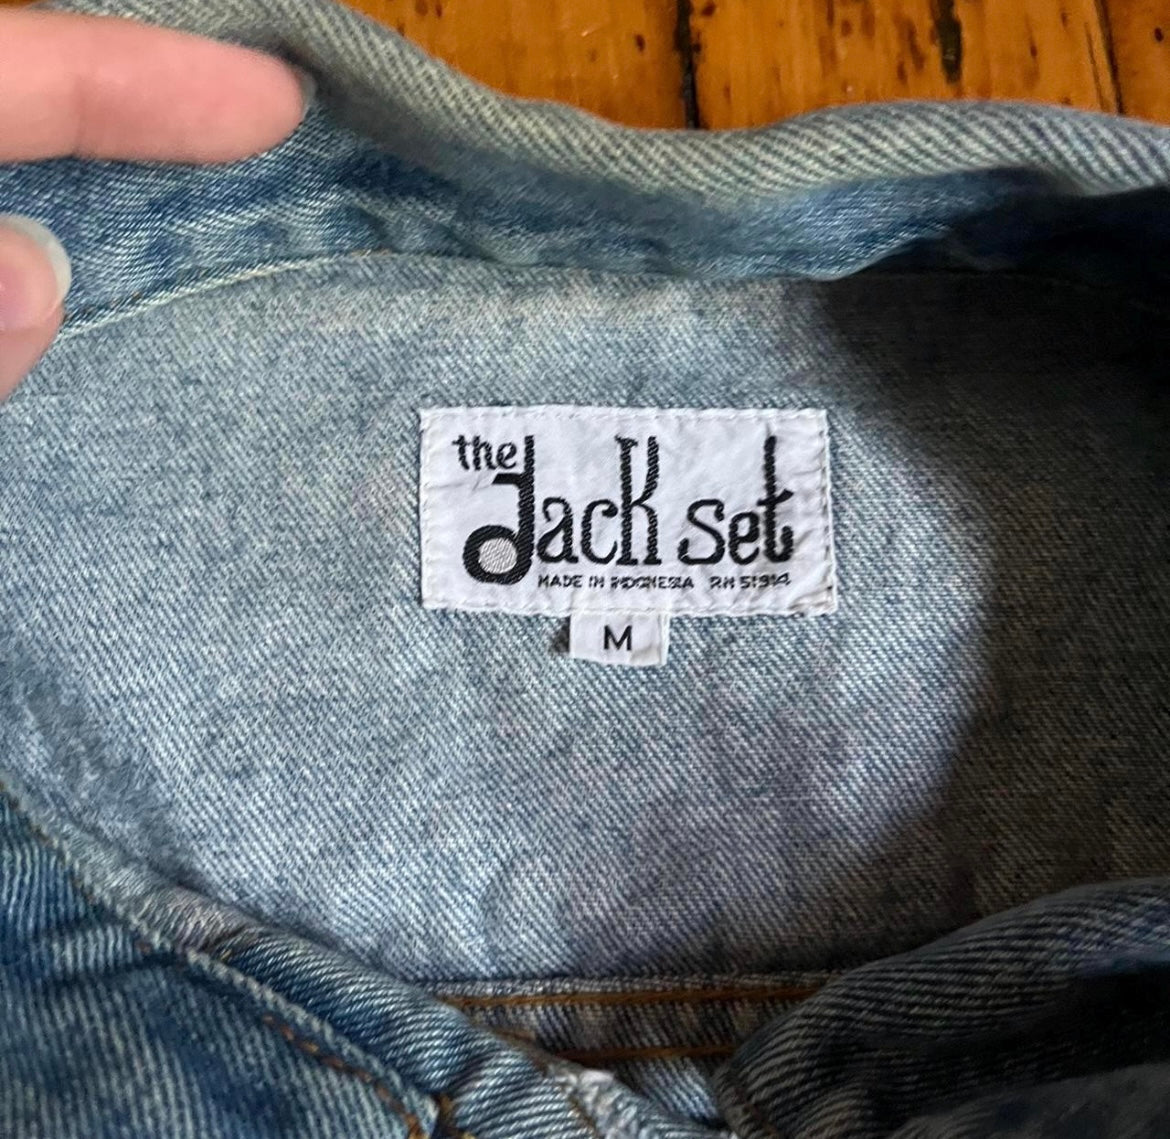 the Jack set
MADE IN INDONESIA RN 51914
M